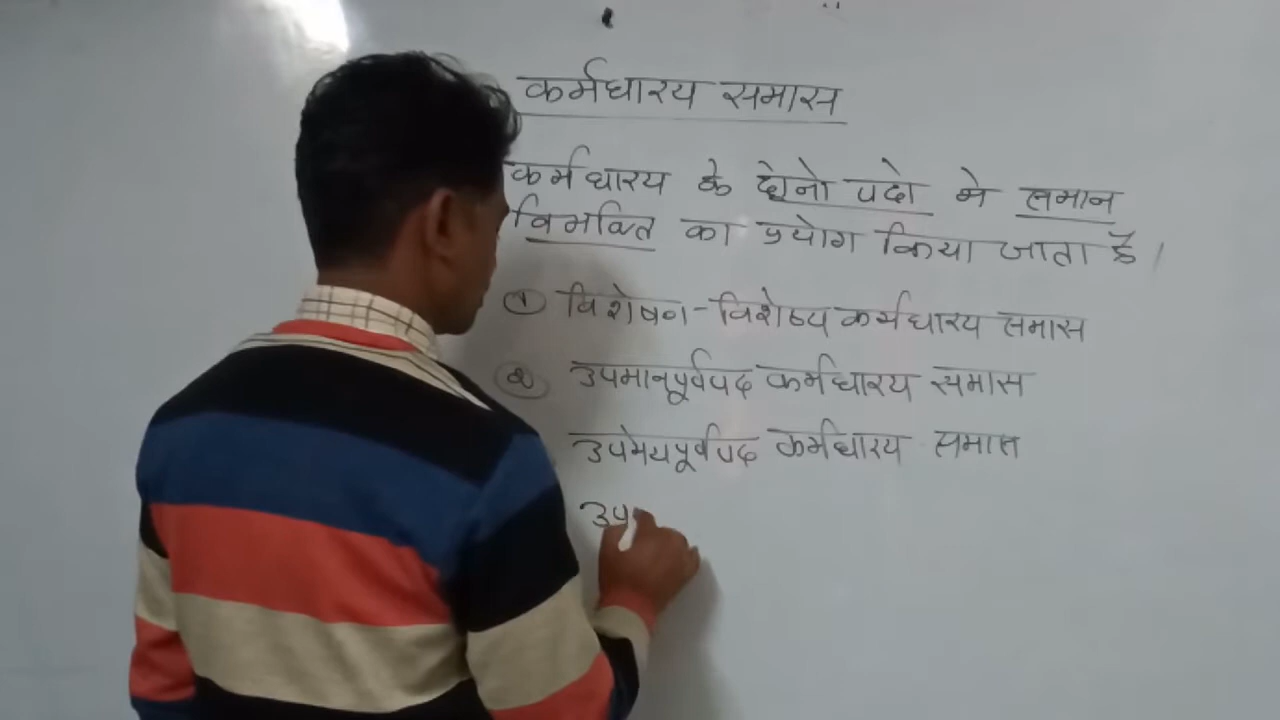 कर्मधारय समास
कर्मधारय के दोनो पदो मे समान
विभक्ति का प्रयोग किया जाता है।
① विशेषण-विशेष्य कर्मधारय समास
② उपमानपूर्वपद कर्मधारय समास
उपमेयपूर्वपद कर्मधारय समास
उप